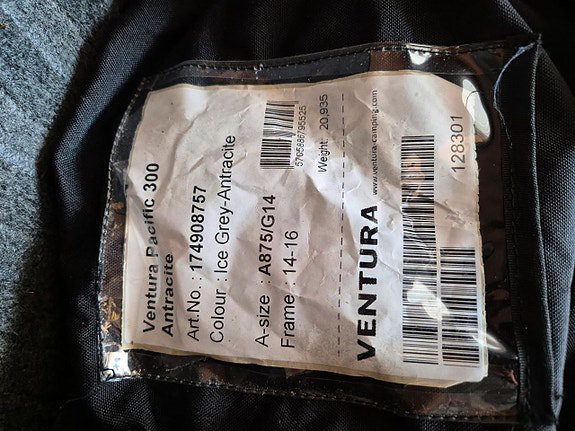 Ventura Pacific 300
Antracite
Art.No. : 174908757
Colour : Ice Grey-Antracite
A-size : A875/G14
Frame : 14-16
5705886795525
Weight: 20,935
VENTURA
www.ventura-camping.com
128301